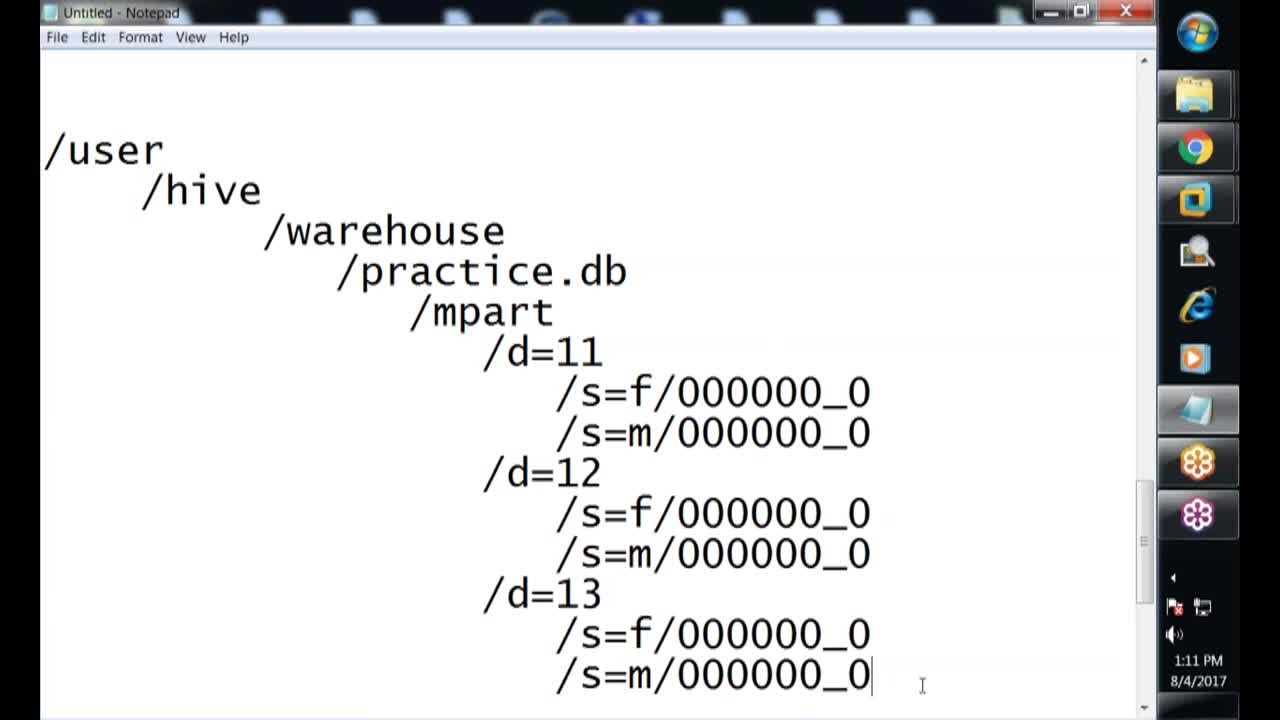 Untitled - Notepad
File Edit Format View Help
/user
/hive
/warehouse
/practice.db
/mpart
/d=11
/s=f/000000_0
/s=m/000000_0
/d=12
/s=f/000000_0
/s=m/000000_0
/d=13
/s=f/000000_0
/s=m/000000_0
1:11 PM
8/4/2017